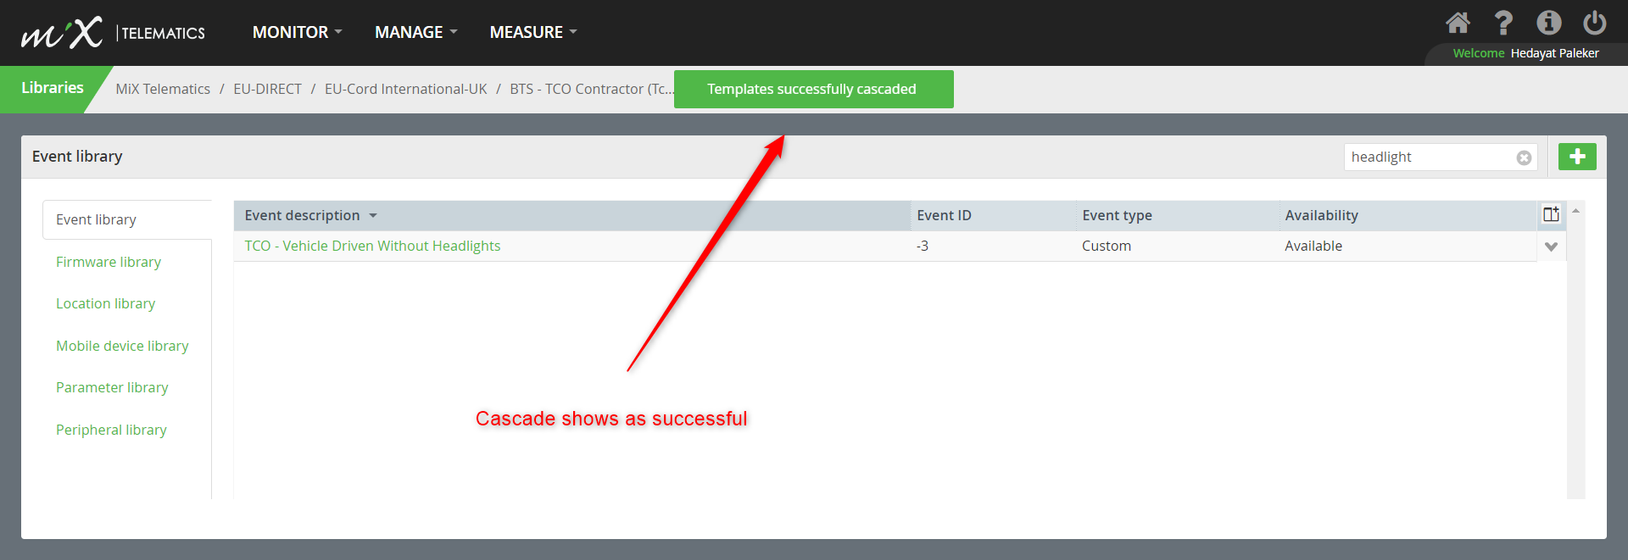 miX TELEMATICS MONITOR MANAGE MEASURE
Welcome Hedayat Paleker
Libraries MiX Telematics / EU-DIRECT / EU-Cord International-UK / BTS - TCO Contractor (Tc... Templates successfully cascaded
Event library headlight
Event library
Event description Event ID Event type Availability
TCO - Vehicle Driven Without Headlights -3 Custom Available
Firmware library
Location library
Mobile device library
Parameter library
Peripheral library
Cascade shows as successful